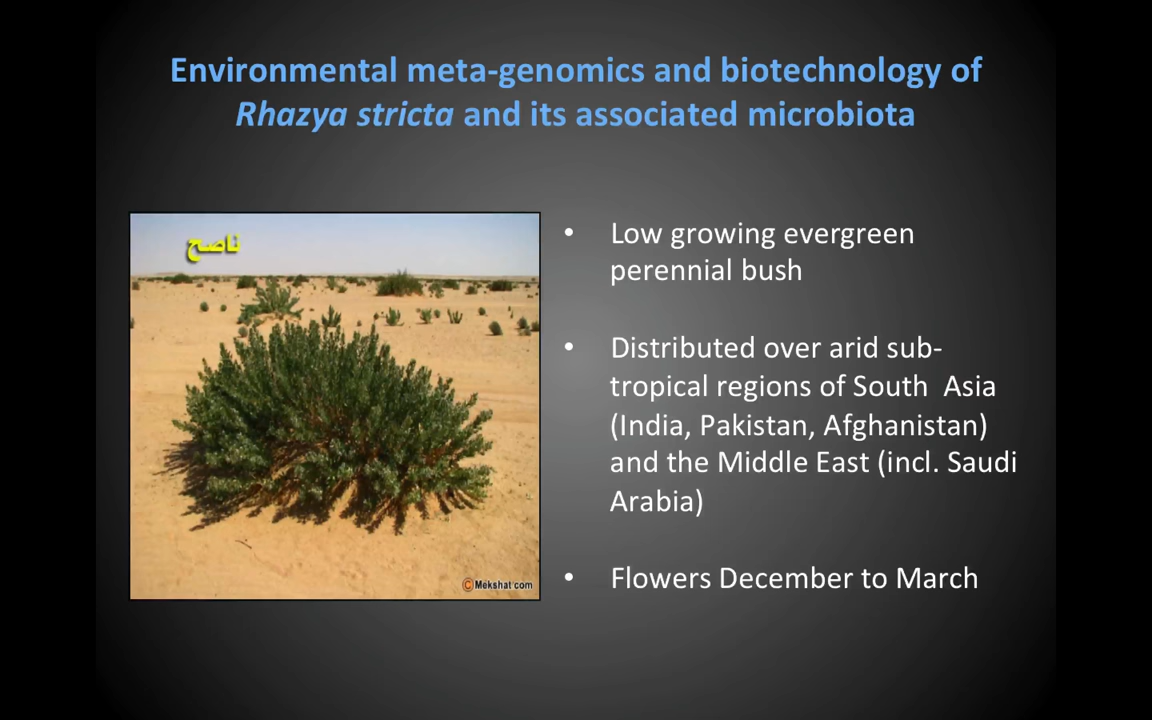 Environmental meta-genomics and biotechnology of
Rhazya stricta and its associated microbiota
ناصح
© Mekshat.com
• Low growing evergreen
perennial bush
• Distributed over arid sub-
tropical regions of South Asia
(India, Pakistan, Afghanistan)
and the Middle East (incl. Saudi
Arabia)
• Flowers December to March